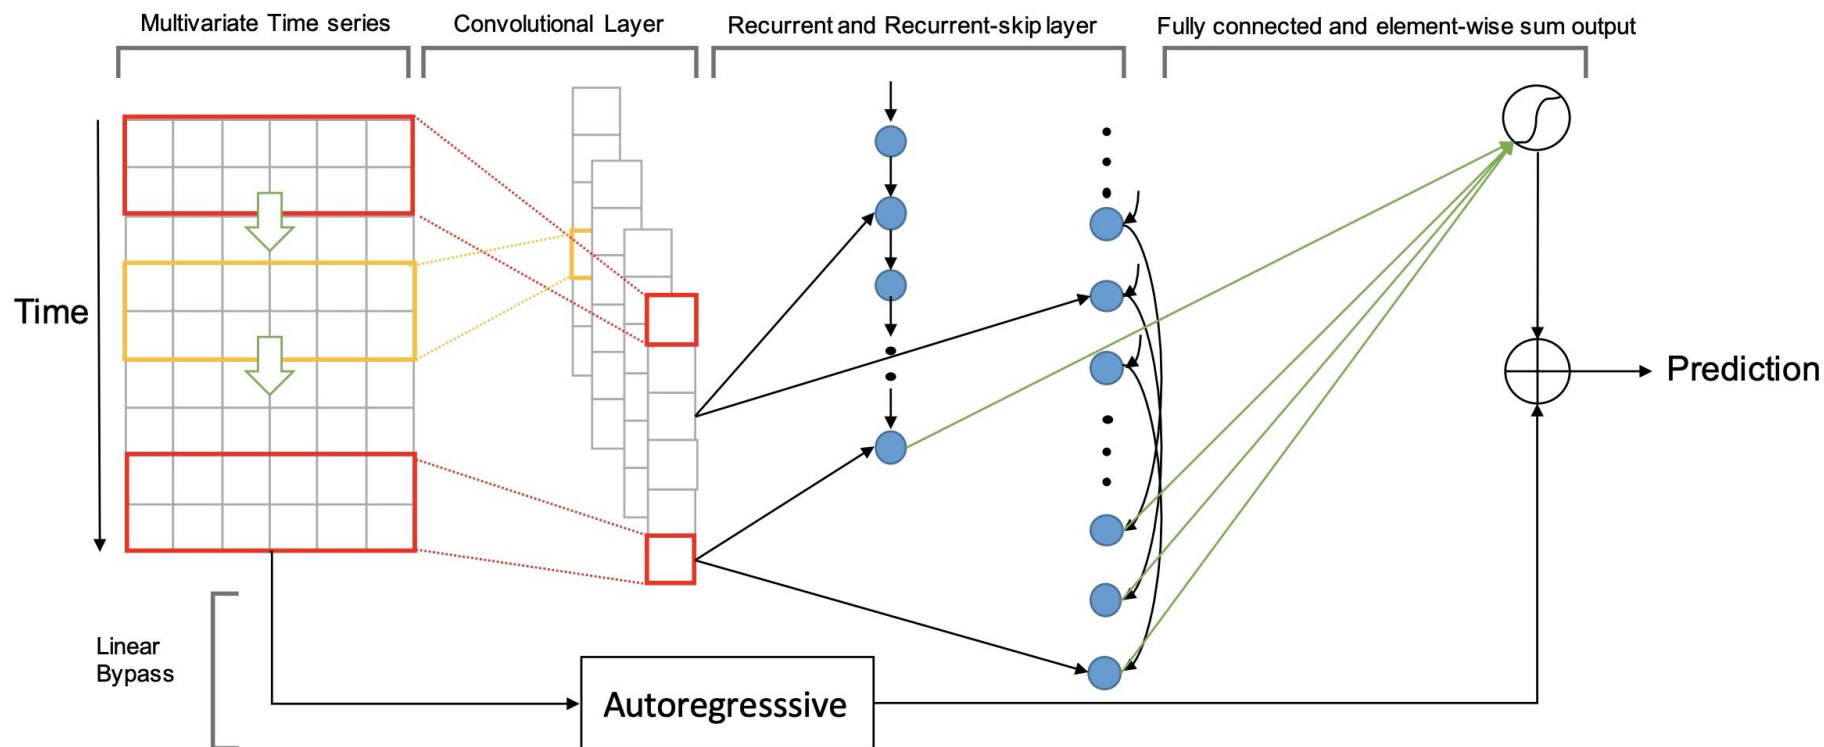 Multivariate Time series
Convolutional Layer
Recurrent and Recurrent-skip layer
Fully connected and element-wise sum output
Time
Prediction
Linear
Bypass
Autoregresssive